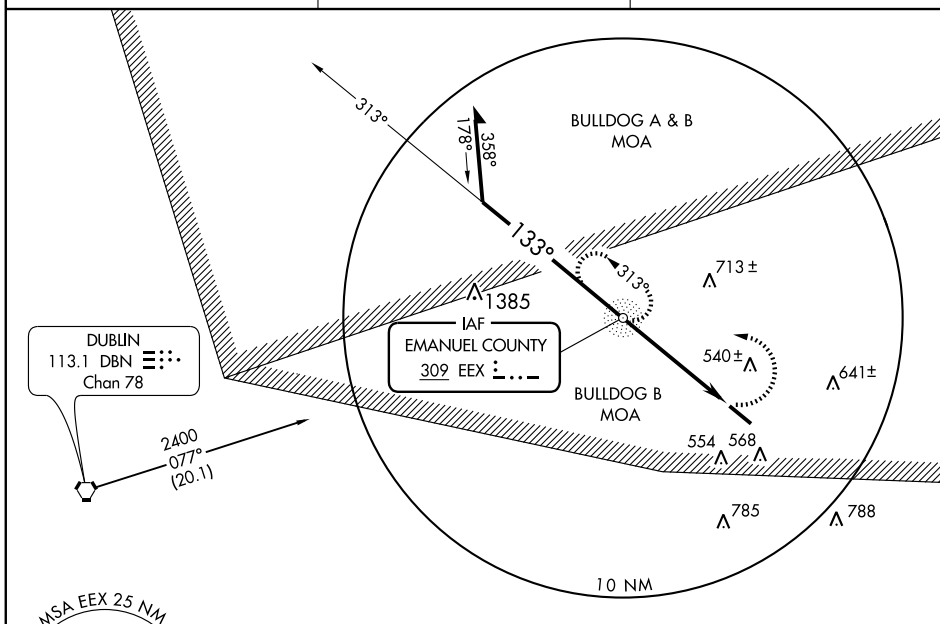 313°
178°
358°
BULLDOG A & B
MOA
133°
313°
713 ±
1385
IAF
EMANUEL COUNTY
309 EEX
DUBLIN
113.1 DBN
Chan 78
540±
641±
BULLDOG B
MOA
2400
077°
(20.1)
554
568
785
788
10 NM
MSA EEX 25 NM